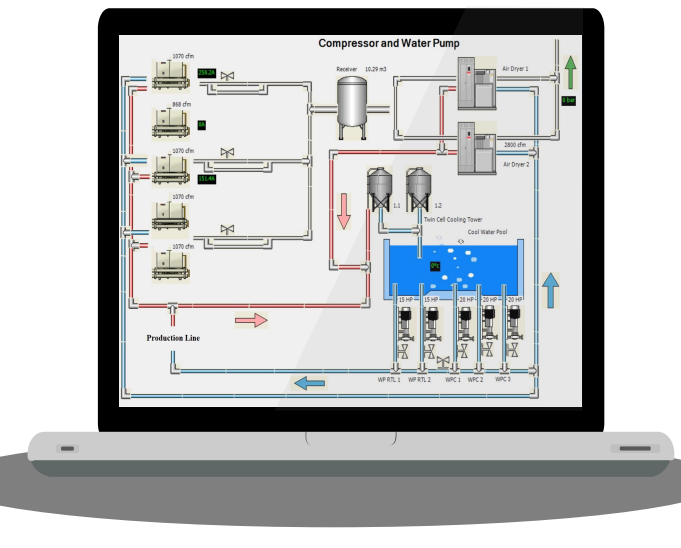 Compressor and Water Pump
1070 cfm
258.2A
Receiver 10.29 m3
Air Dryer 1
0 bar
868 cfm
0A
1070 cfm
151.4A
2800 cfm
Air Dryer 2
1070 cfm
1.1
1.2
Twin Cell Cooling Tower
Cool Water Pool
1070 cfm
15 HP
15 HP
20 HP
20 HP
20 HP
Production Line
WP RTL 1
WP RTL 2
WPC 1
WPC 2
WPC 3